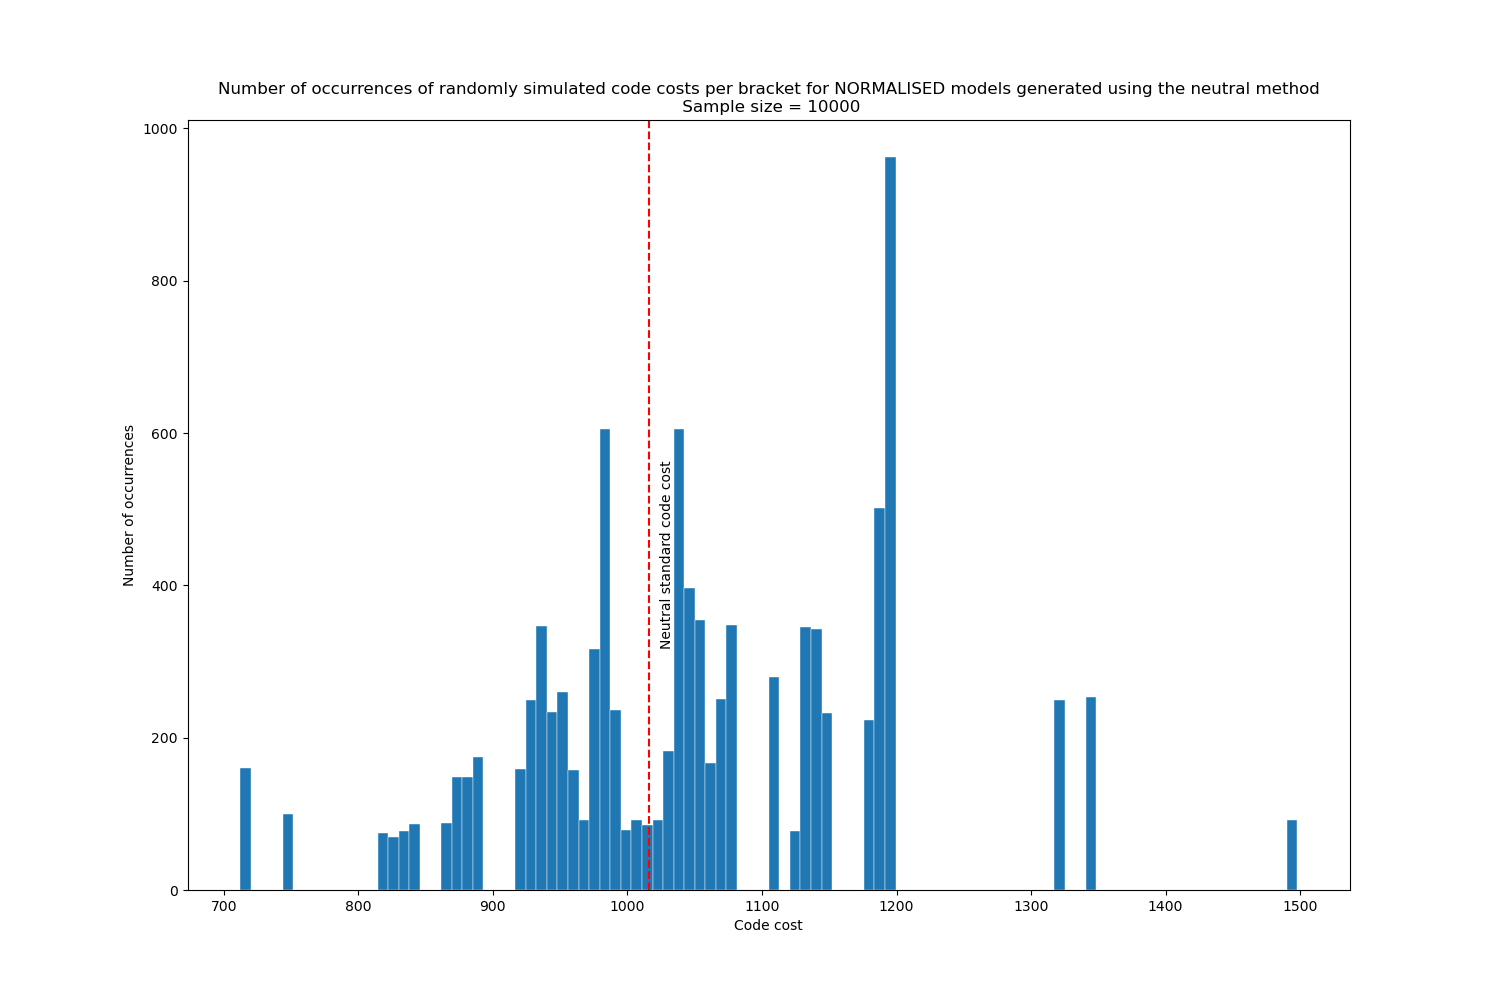 Number of occurrences of randomly simulated code costs per bracket for NORMALISED models generated using the neutral method
Sample size = 10000
1000
800
600
400
200
0
Number of occurrences
Neutral standard code cost
700 800 900 1000 1100 1200 1300 1400 1500
Code cost